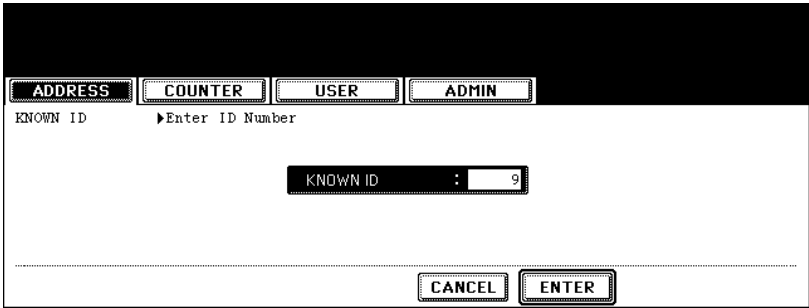 ADDRESS COUNTER USER ADMIN
KNOWN ID ▶Enter ID Number
KNOWN ID : 9
CANCEL ENTER